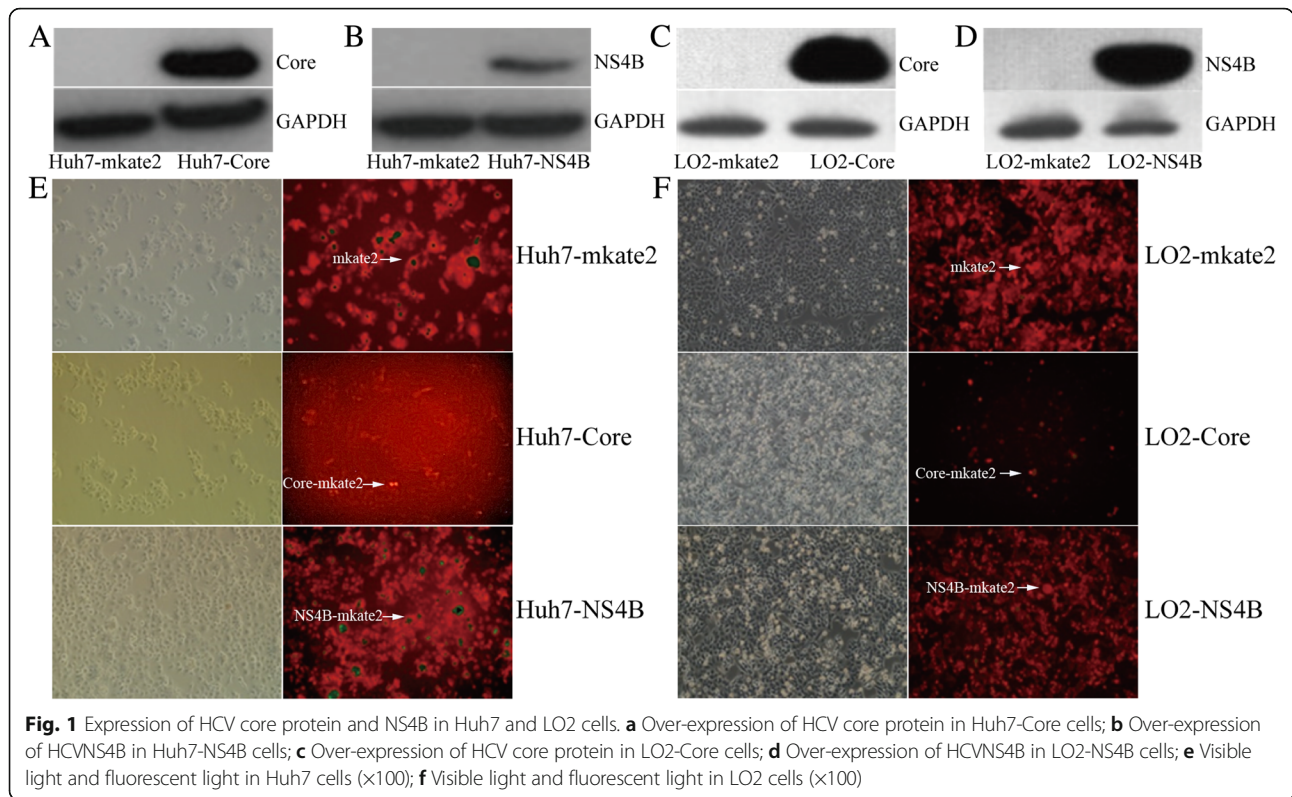 A
Core
GAPDH
Huh7-mkate2 Huh7-Core
B
NS4B
GAPDH
Huh7-mkate2 Huh7-NS4B
C
Core
GAPDH
LO2-mkate2 LO2-Core
D
NS4B
GAPDH
LO2-mkate2 LO2-NS4B
E
mkate2
Huh7-mkate2
Core-mkate2
Huh7-Core
NS4B-mkate2
Huh7-NS4B
F
mkate2
LO2-mkate2
Core-mkate2
LO2-Core
NS4B-mkate2
LO2-NS4B
Fig. 1 Expression of HCV core protein and NS4B in Huh7 and LO2 cells. a Over-expression of HCV core protein in Huh7-Core cells; b Over-expression
of HCVNS4B in Huh7-NS4B cells; c Over-expression of HCV core protein in LO2-Core cells; d Over-expression of HCVNS4B in LO2-NS4B cells; e Visible
light and fluorescent light in Huh7 cells (×100); f Visible light and fluorescent light in LO2 cells (×100)